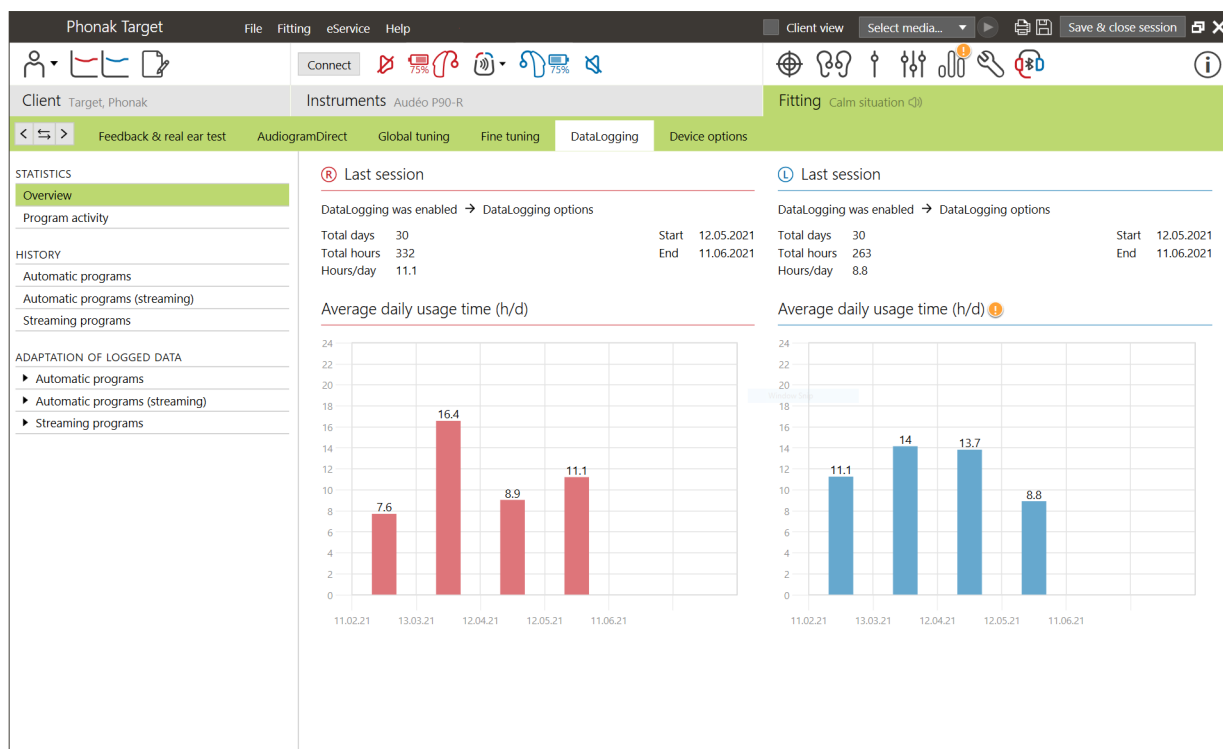 Phonak Target File Fitting eService Help Client view Select media... Save & close session
Connect 75% 75%
Client Target, Phonak Instruments Audéo P90-R Fitting Calm situation
Feedback & real ear test AudiogramDirect Global tuning Fine tuning DataLogging Device options
STATISTICS
Overview
Program activity
HISTORY
Automatic programs
Automatic programs (streaming)
Streaming programs
ADAPTATION OF LOGGED DATA
Automatic programs
Automatic programs (streaming)
Streaming programs
R Last session
DataLogging was enabled → DataLogging options
Total days 30 Start 12.05.2021
Total hours 332 End 11.06.2021
Hours/day 11.1
Average daily usage time (h/d)
24
22
20
18
16.4
16
14
12
11.1
10
8.9
8
7.6
6
4
2
0
11.02.21 13.03.21 12.04.21 12.05.21 11.06.21
L Last session
DataLogging was enabled → DataLogging options
Total days 30 Start 12.05.2021
Total hours 263 End 11.06.2021
Hours/day 8.8
Average daily usage time (h/d)
24
22
20
18
16
14
14 13.7
12
11.1
10
8.8
8
6
4
2
0
11.02.21 13.03.21 12.04.21 12.05.21 11.06.21